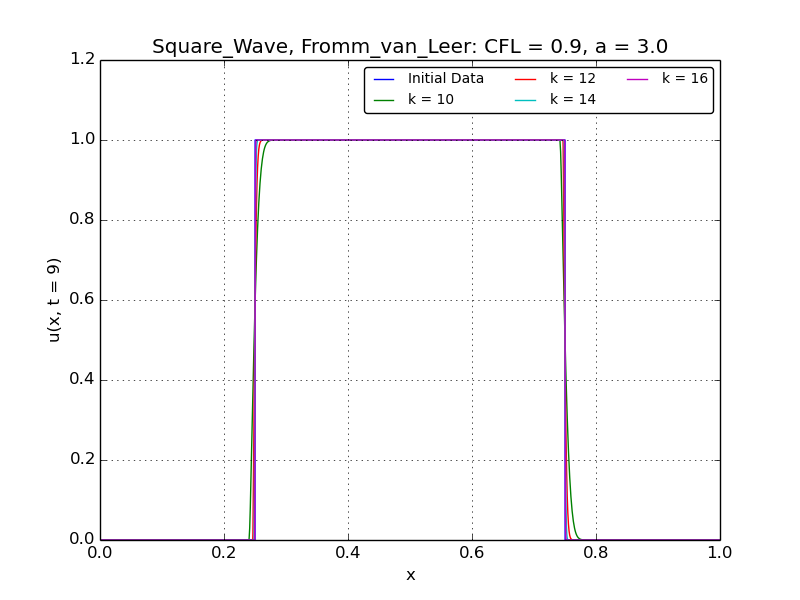 Square_Wave, Fromm_van_Leer: CFL = 0.9, a = 3.0
Initial Data
k = 10
k = 12
k = 14
k = 16
u(x, t = 9)
1.2
1.0
0.8
0.6
0.4
0.2
0.0
0.0 0.2 0.4 0.6 0.8 1.0
x